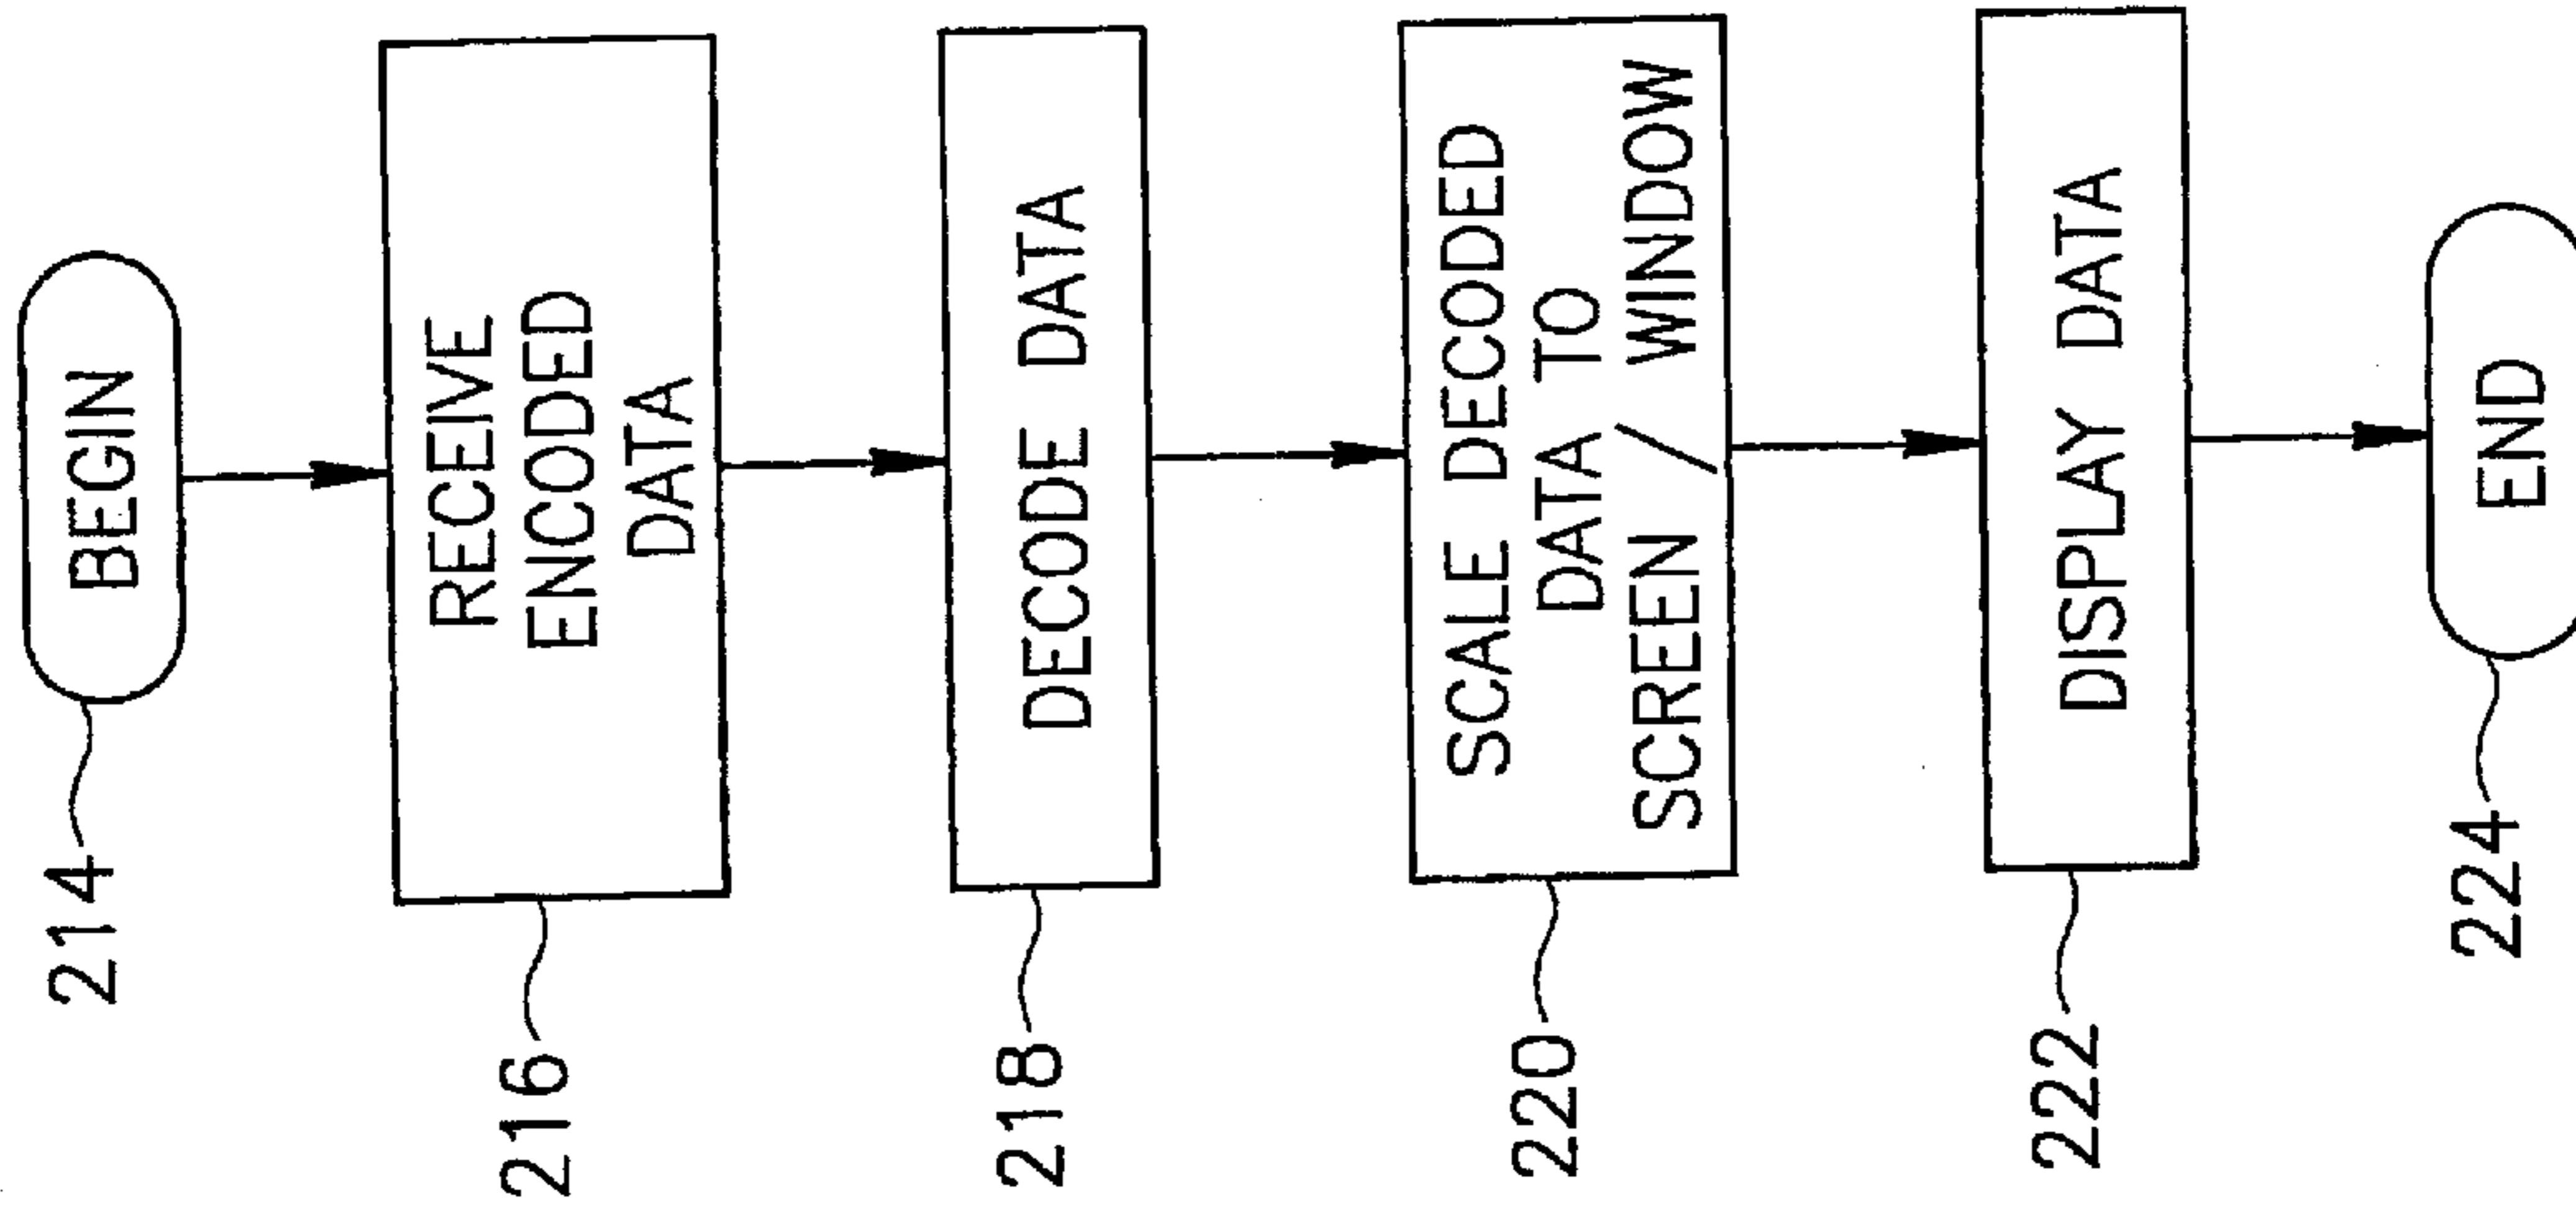 BEGIN
214
RECEIVE
ENCODED
DATA
216
DECODE DATA
218
SCALE DECODED
DATA TO
SCREEN / WINDOW
220
DISPLAY DATA
222
END
224